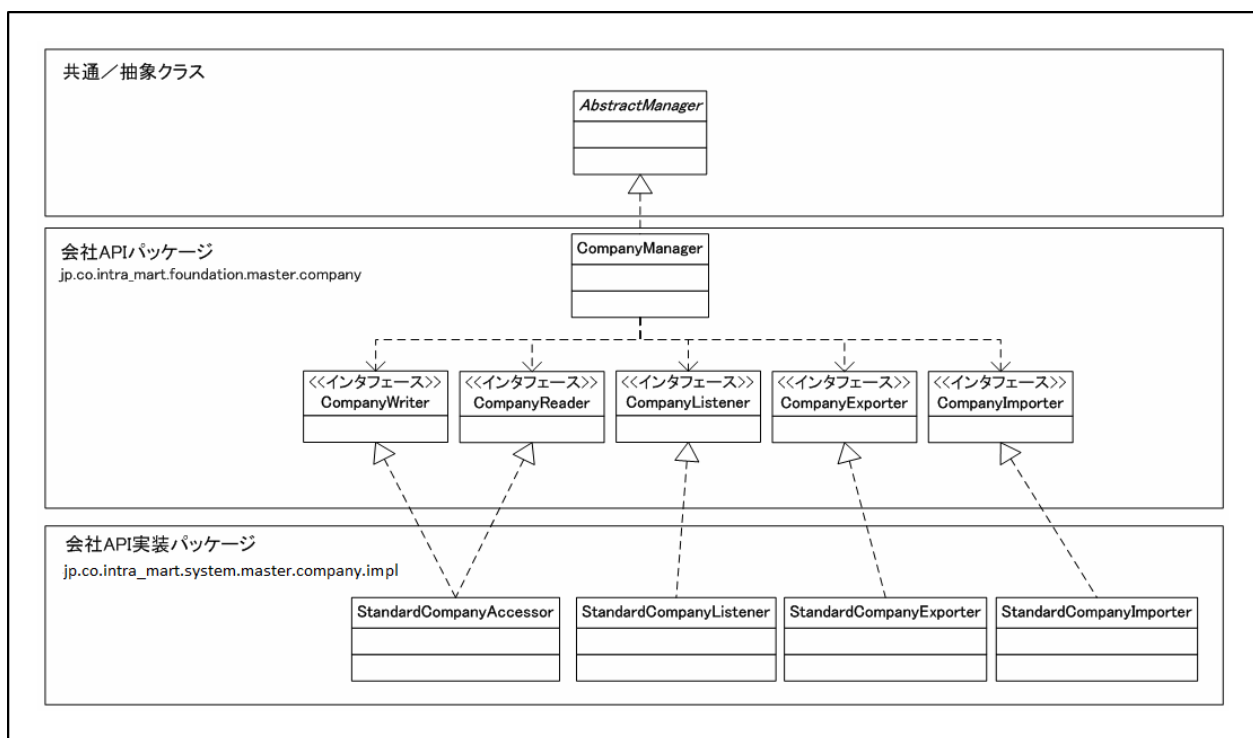 共通／抽象クラス
AbstractManager
会社APIパッケージ
jp.co.intra_mart.foundation.master.company
CompanyManager
<<インタフェース>>
CompanyWriter
<<インタフェース>>
CompanyReader
<<インタフェース>>
CompanyListener
<<インタフェース>>
CompanyExporter
<<インタフェース>>
CompanyImporter
会社API実装パッケージ
jp.co.intra_mart.system.master.company.impl
StandardCompanyAccessor
StandardCompanyListener
StandardCompanyExporter
StandardCompanyImporter